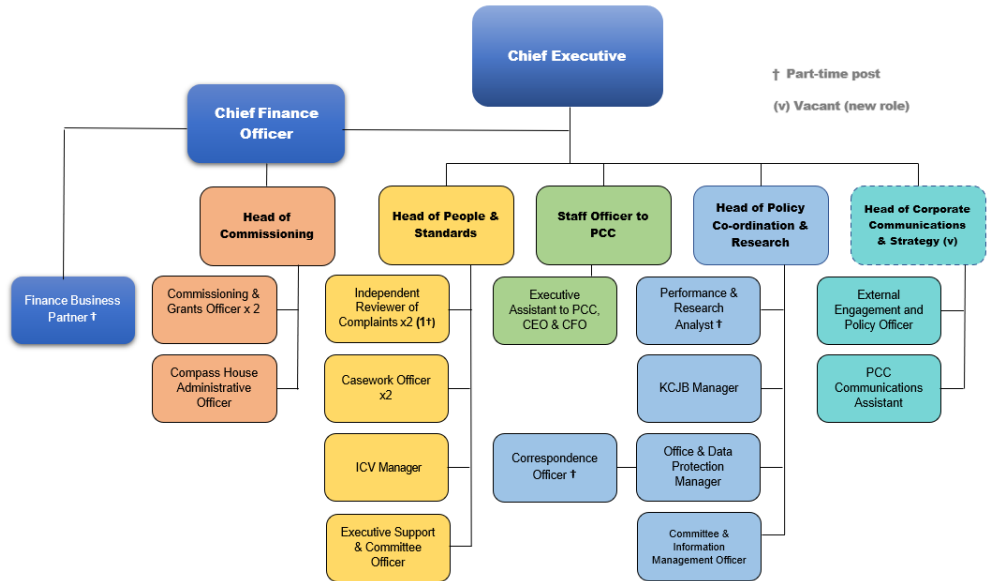 Chief Executive
† Part-time post
(v) Vacant (new role)
Chief Finance
Officer
Head of
Commissioning
Head of People &
Standards
Staff Officer to
PCC
Head of Policy
Co-ordination &
Research
Head of Corporate
Communications
& Strategy (v)
Finance Business
Partner †
Commissioning &
Grants Officer x 2
Independent
Reviewer of
Complaints x2 (1†)
Executive
Assistant to PCC,
CEO & CFO
Performance &
Research
Analyst †
External
Engagement and
Policy Officer
Compass House
Administrative
Officer
Casework Officer
x2
KCJB Manager
PCC
Communications
Assistant
ICV Manager
Correspondence
Officer †
Office & Data
Protection
Manager
Executive Support
& Committee
Officer
Committee &
Information
Management Officer